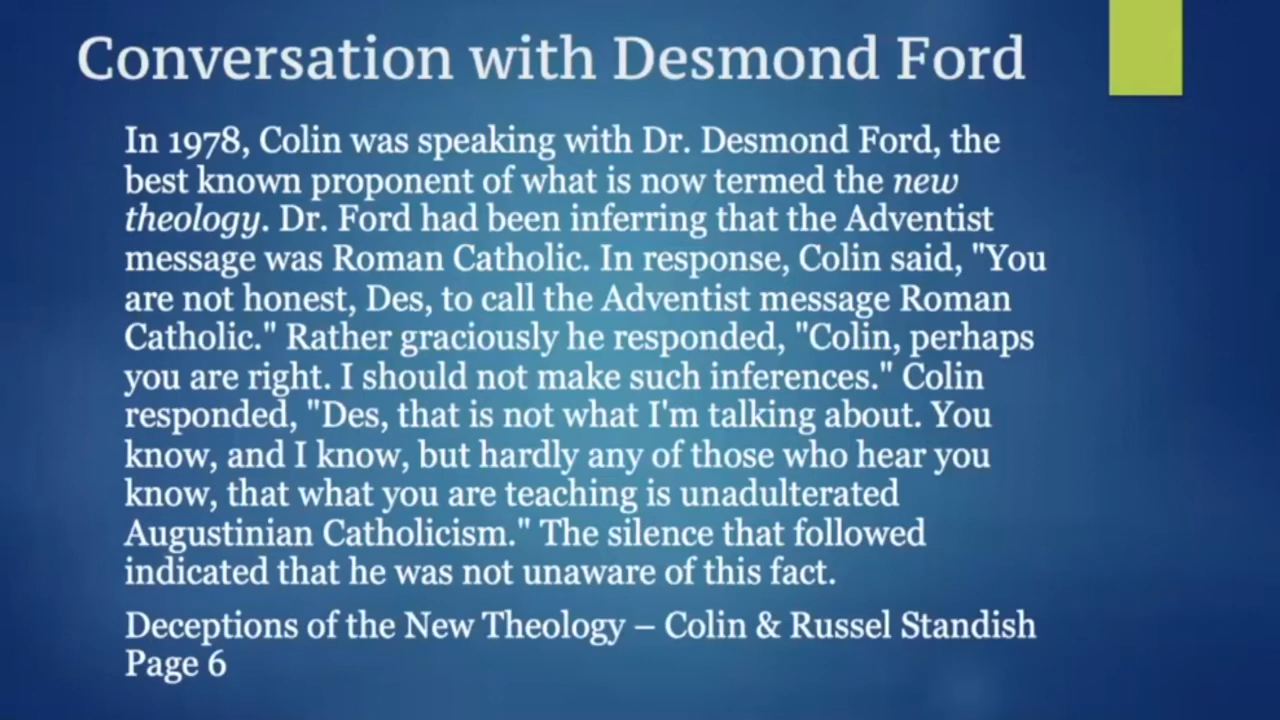 Conversation with Desmond Ford
In 1978, Colin was speaking with Dr. Desmond Ford, the
best known proponent of what is now termed the new
theology. Dr. Ford had been inferring that the Adventist
message was Roman Catholic. In response, Colin said, "You
are not honest, Des, to call the Adventist message Roman
Catholic." Rather graciously he responded, "Colin, perhaps
you are right. I should not make such inferences." Colin
responded, "Des, that is not what I'm talking about. You
know, and I know, but hardly any of those who hear you
know, that what you are teaching is unadulterated
Augustinian Catholicism." The silence that followed
indicated that he was not unaware of this fact.
Deceptions of the New Theology – Colin & Russel Standish
Page 6